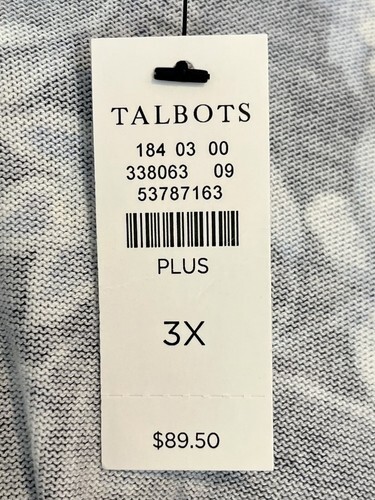 TALBOTS
184 03 00
338063 09
53787163
PLUS
3X
$89.50